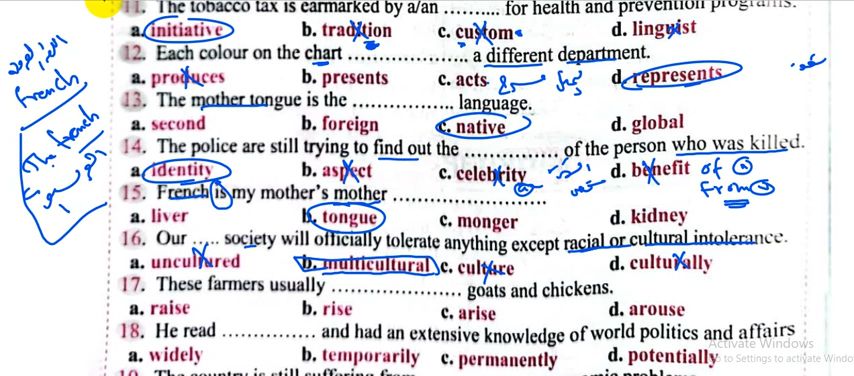 11. The tobacco tax is earmarked by a/an .......... for health and prevention programs.
a. initiative b. tradition c. custom d. linguist
12. Each colour on the chart .................... a different department.
a. produces b. presents c. acts d. represents
13. The mother tongue is the .................... language.
a. second b. foreign c. native d. global
14. The police are still trying to find out the .................... of the person who was killed.
a. identity b. aspect c. celebrity d. benefit of
from
French
The french
15. French is my mother's mother ..............................
a. liver b. tongue c. monger d. kidney
16. Our ..... society will officially tolerate anything except racial or cultural intolerance.
a. uncultured b. multicultural c. culture d. culturally
17. These farmers usually .......................... goats and chickens.
a. raise b. rise c. arise d. arouse
18. He read .................. and had an extensive knowledge of world politics and affairs
a. widely b. temporarily c. permanently d. potentially
Activate Windows
to Settings to activate Windo